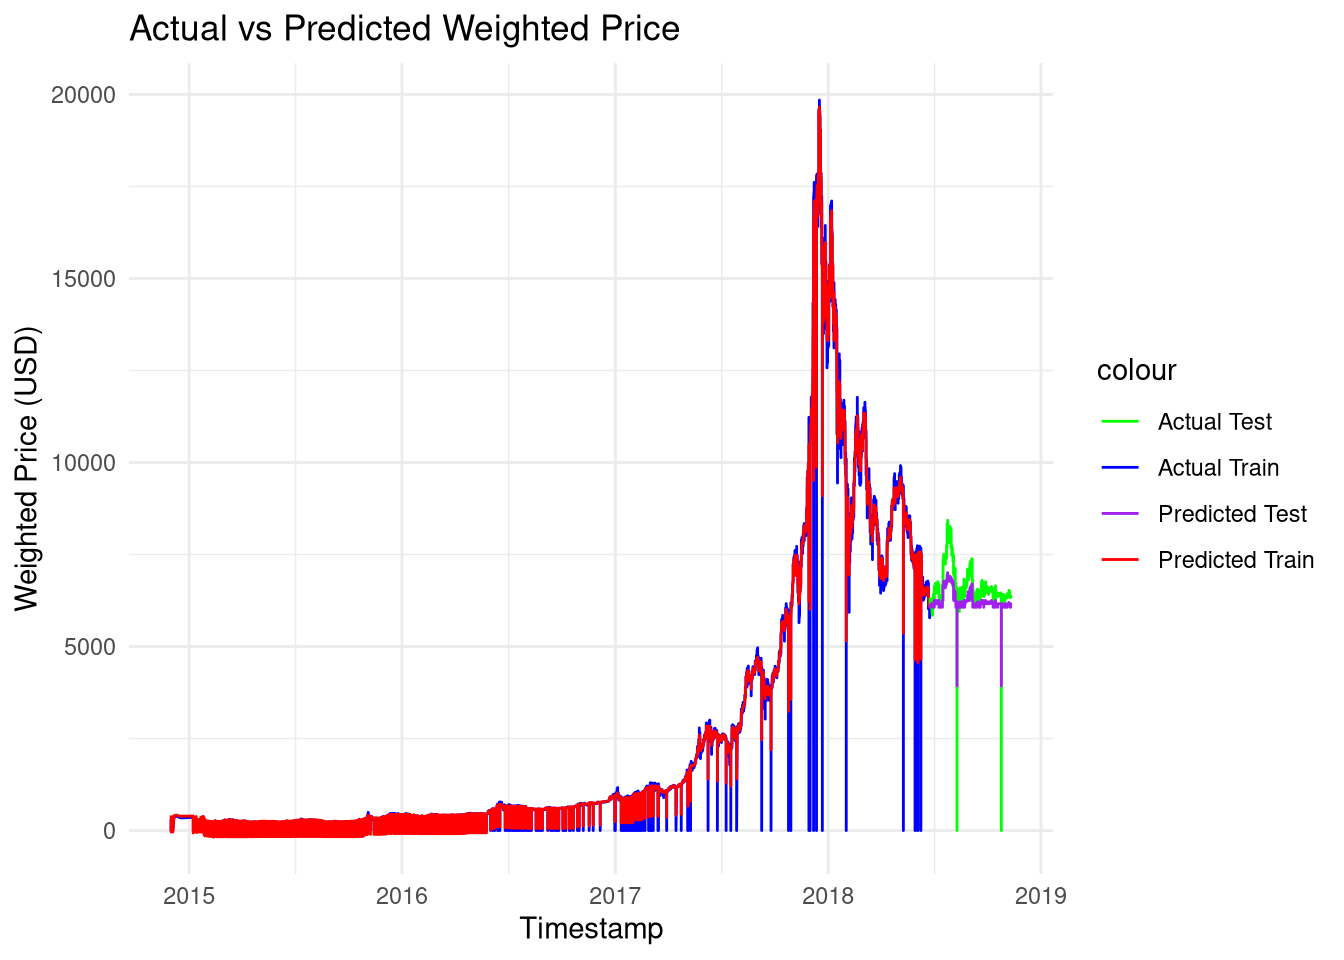 Actual vs Predicted Weighted Price
Weighted Price (USD)
20000
15000
10000
5000
0
2015 2016 2017 2018 2019
Timestamp
colour
Actual Test
Actual Train
Predicted Test
Predicted Train